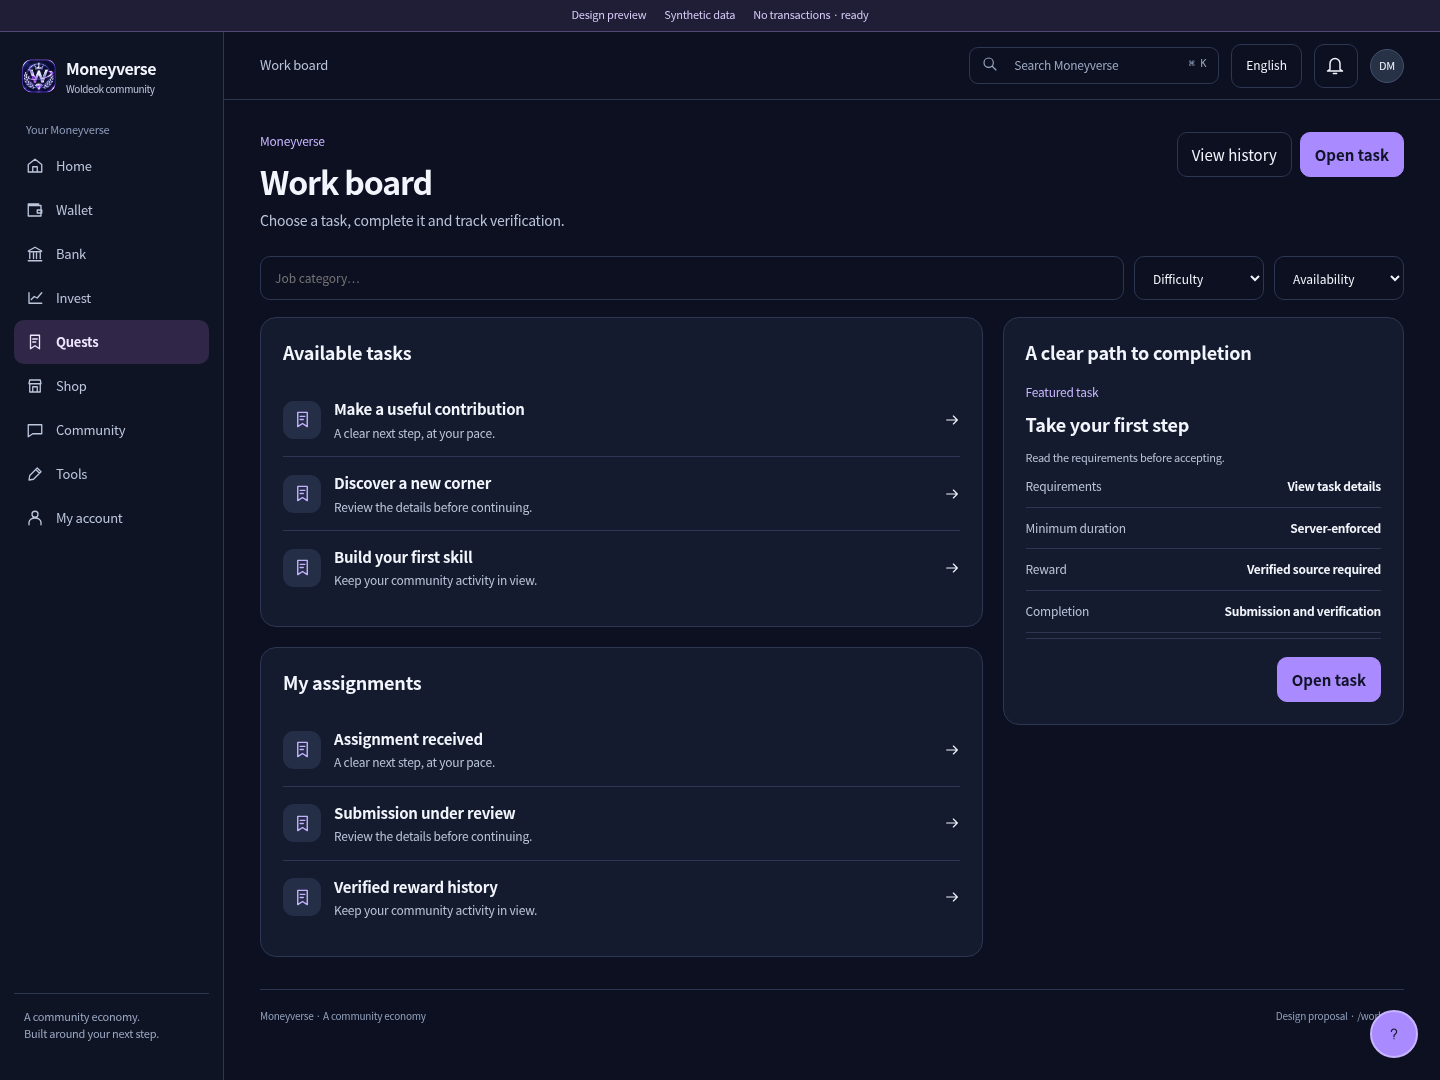 Design preview Synthetic data No transactions · ready
Moneyverse
Woldeok community
Your Moneyverse
Home
Wallet
Bank
Invest
Quests
Shop
Community
Tools
My account
A community economy.
Built around your next step.
Work board
Search Moneyverse ⌘ K
English
DM
Moneyverse
Work board
Choose a task, complete it and track verification.
View history
Open task
Job category…
Difficulty
Availability
Available tasks
Make a useful contribution
A clear next step, at your pace.
Discover a new corner
Review the details before continuing.
Build your first skill
Keep your community activity in view.
My assignments
Assignment received
A clear next step, at your pace.
Submission under review
Review the details before continuing.
Verified reward history
Keep your community activity in view.
A clear path to completion
Featured task
Take your first step
Read the requirements before accepting.
Requirements View task details
Minimum duration Server-enforced
Reward Verified source required
Completion Submission and verification
Open task
Moneyverse · A community economy
Design proposal ·
?